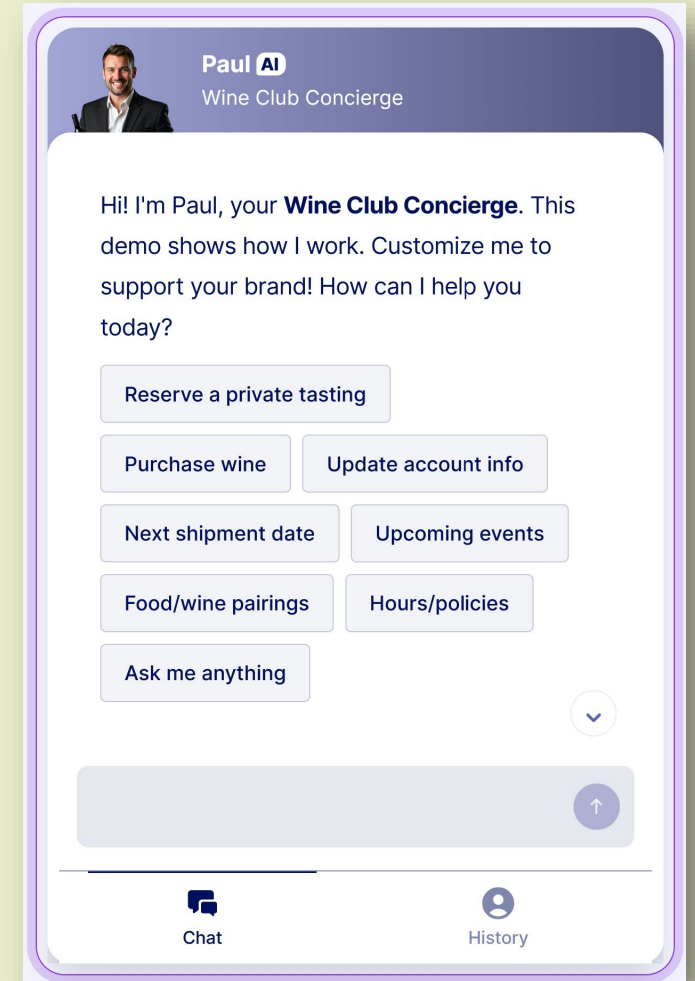 Paul AI
Wine Club Concierge
Hi! I'm Paul, your Wine Club Concierge. This
demo shows how I work. Customize me to
support your brand! How can I help you
today?
Reserve a private tasting
Purchase wine
Update account info
Next shipment date
Upcoming events
Food/wine pairings
Hours/policies
Ask me anything
Chat
History